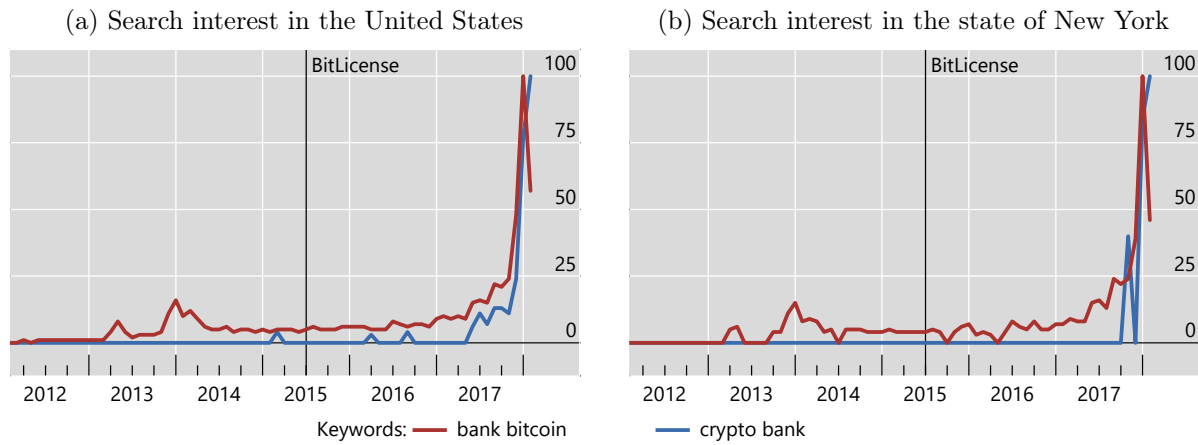 (a) Search interest in the United States
(b) Search interest in the state of New York
BitLicense
100
75
50
25
0
2012 2013 2014 2015 2016 2017
BitLicense
100
75
50
25
0
2012 2013 2014 2015 2016 2017
Keywords: bank bitcoin crypto bank